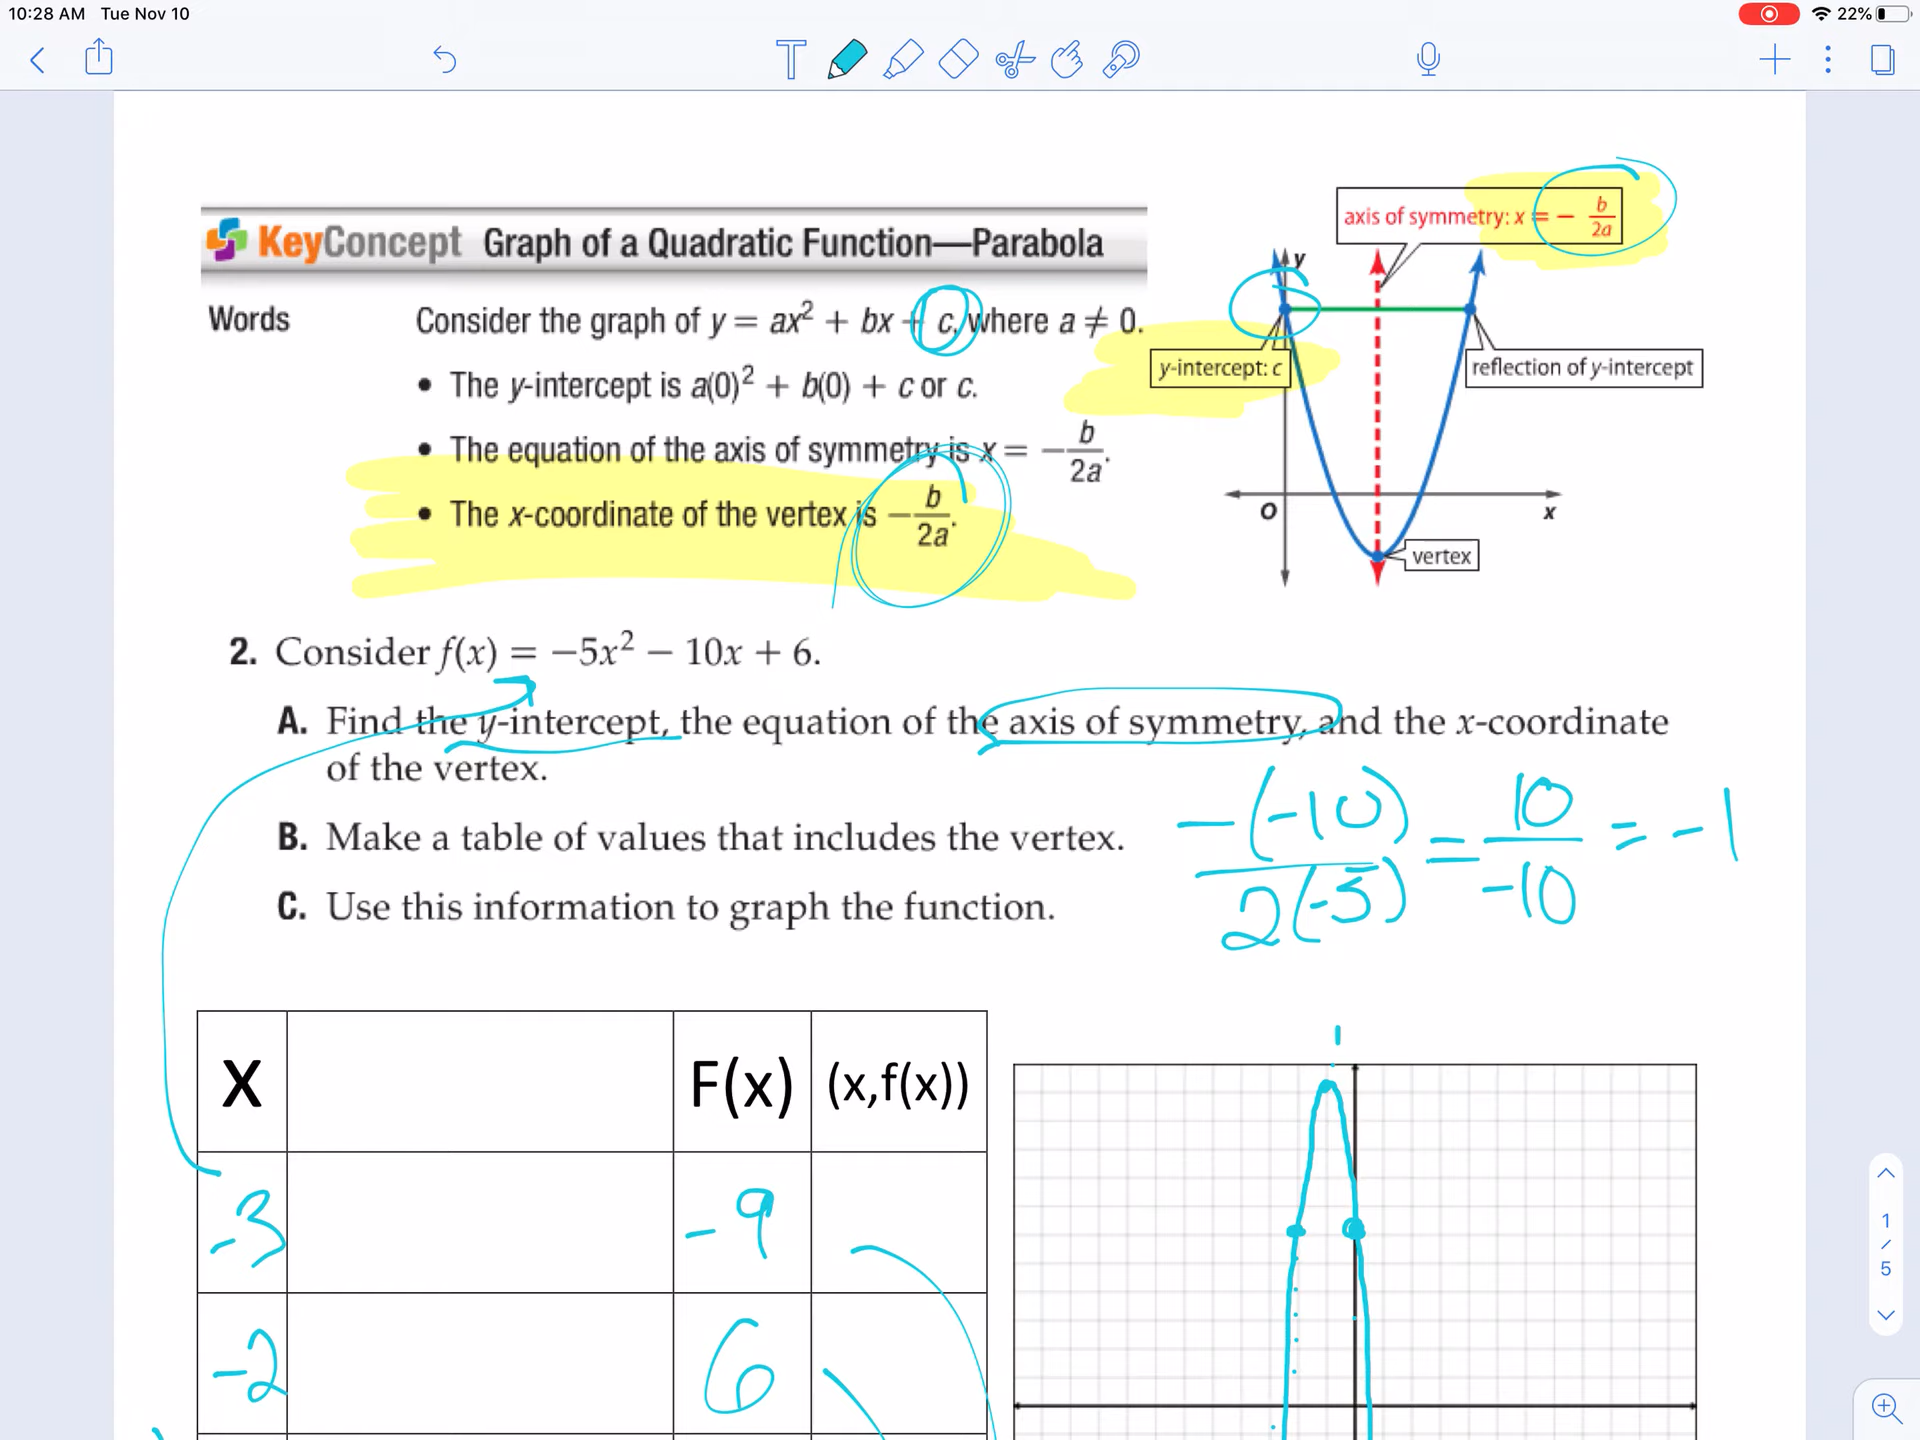 10:28 AM Tue Nov 10
22%
T
KeyConcept Graph of a Quadratic Function—Parabola
Words Consider the graph of y = ax² + bx + c, where a ≠ 0.
• The y-intercept is a(0)² + b(0) + c or c.
• The equation of the axis of symmetry is x = −b/2a.
• The x-coordinate of the vertex is −b/2a.
axis of symmetry: x = − b/2a
y
y-intercept: c
reflection of y-intercept
O
x
vertex
2. Consider f(x) = −5x² − 10x + 6.
A. Find the y-intercept, the equation of the axis of symmetry, and the x-coordinate
of the vertex.
B. Make a table of values that includes the vertex.
C. Use this information to graph the function.
−(−10)/2(−5) = 10/−10 = −1
X F(x) (x,f(x))
-3 -9
-2 6
1
/
5